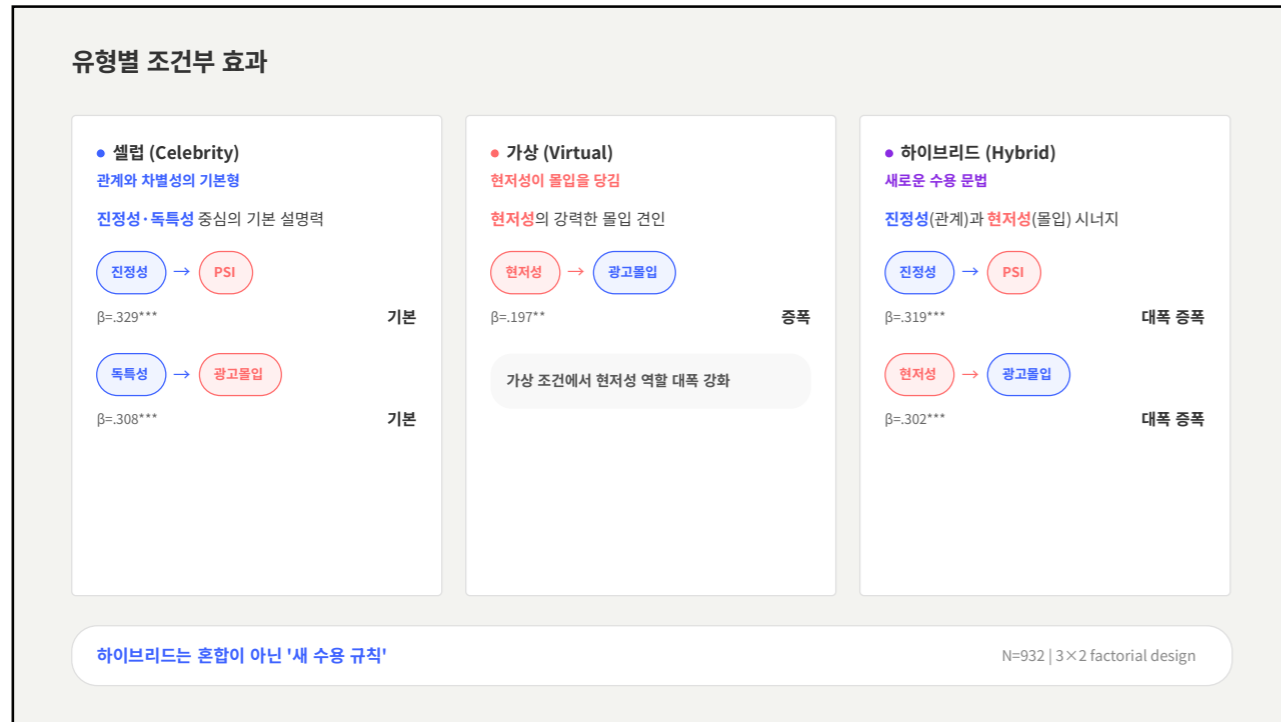 유형별 조건부 효과
셀럽 (Celebrity)
관계와 차별성의 기본형
진정성·독특성 중심의 기본 설명력
진정성 → PSI
β=.329*** 기본
독특성 → 광고몰입
β=.308*** 기본
가상 (Virtual)
현저성이 몰입을 당김
현저성의 강력한 몰입 견인
현저성 → 광고몰입
β=.197** 증폭
가상 조건에서 현저성 역할 대폭 강화
하이브리드 (Hybrid)
새로운 수용 문법
진정성(관계)과 현저성(몰입) 시너지
진정성 → PSI
β=.319*** 대폭 증폭
현저성 → 광고몰입
β=.302*** 대폭 증폭
하이브리드는 혼합이 아닌 '새 수용 규칙'
N=932 | 3×2 factorial design